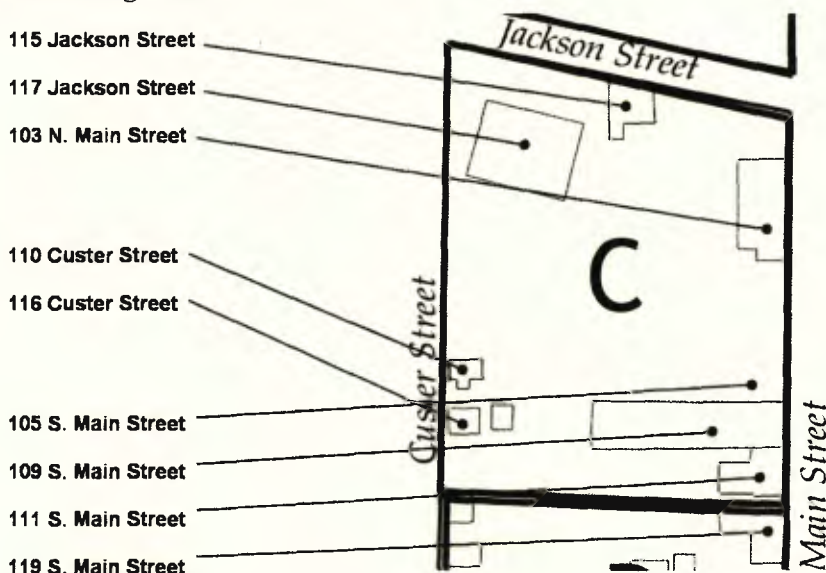 Jackson Street
115 Jackson Street
117 Jackson Street
103 N. Main Street
C
110 Custer Street
116 Custer Street
Custer Street
105 S. Main Street
109 S. Main Street
111 S. Main Street
119 S. Main Street
Main Street